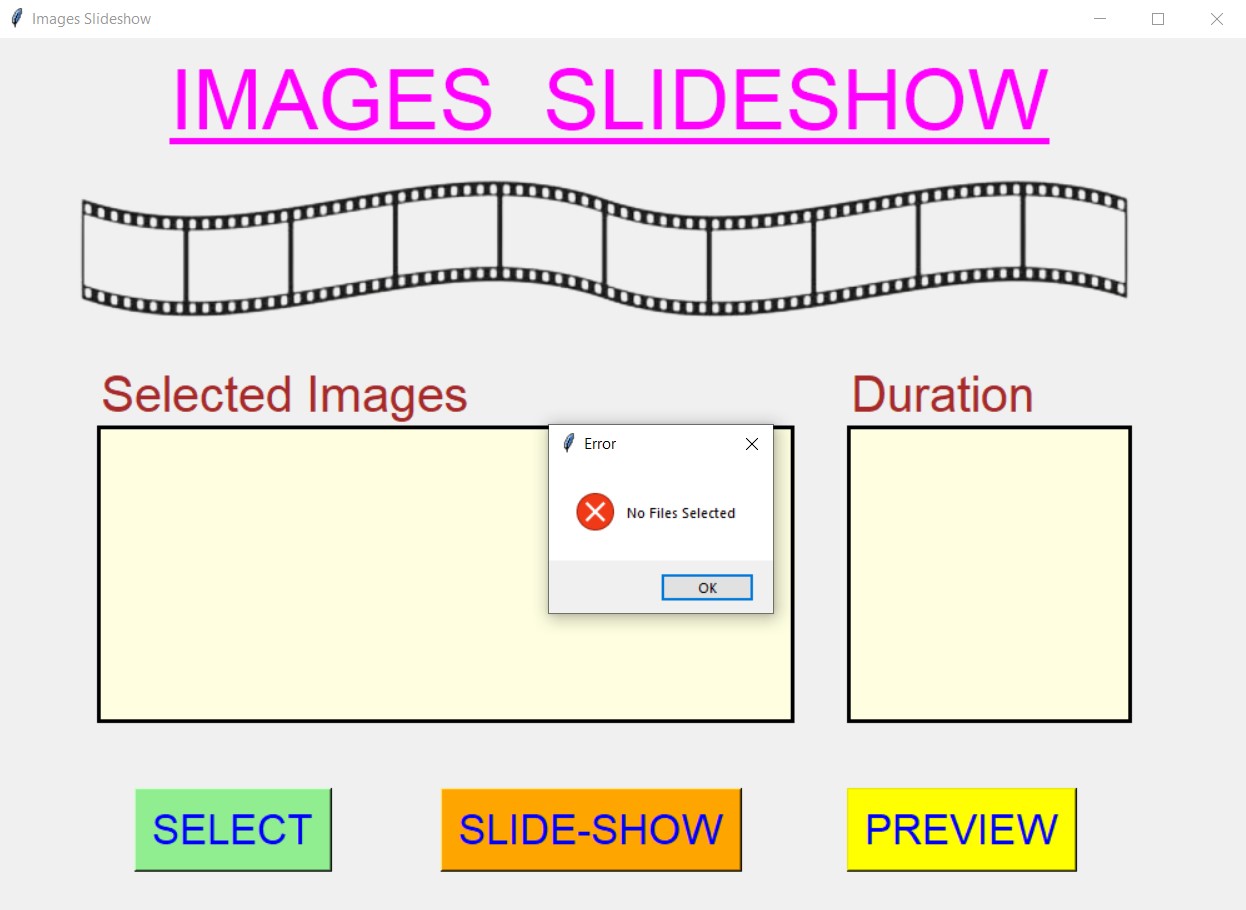 Images Slideshow
IMAGES SLIDESHOW
Selected Images
Duration
Error
No Files Selected
OK
SELECT
SLIDE-SHOW
PREVIEW